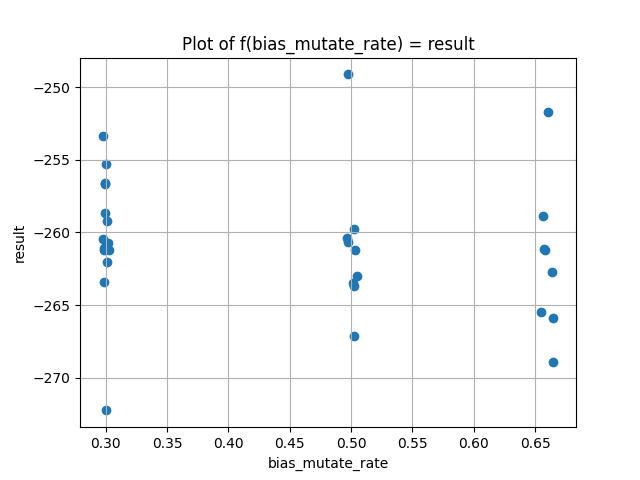 Plot of f(bias_mutate_rate) = result
−250
−255
−260
−265
−270
result
0.30 0.35 0.40 0.45 0.50 0.55 0.60 0.65
bias_mutate_rate